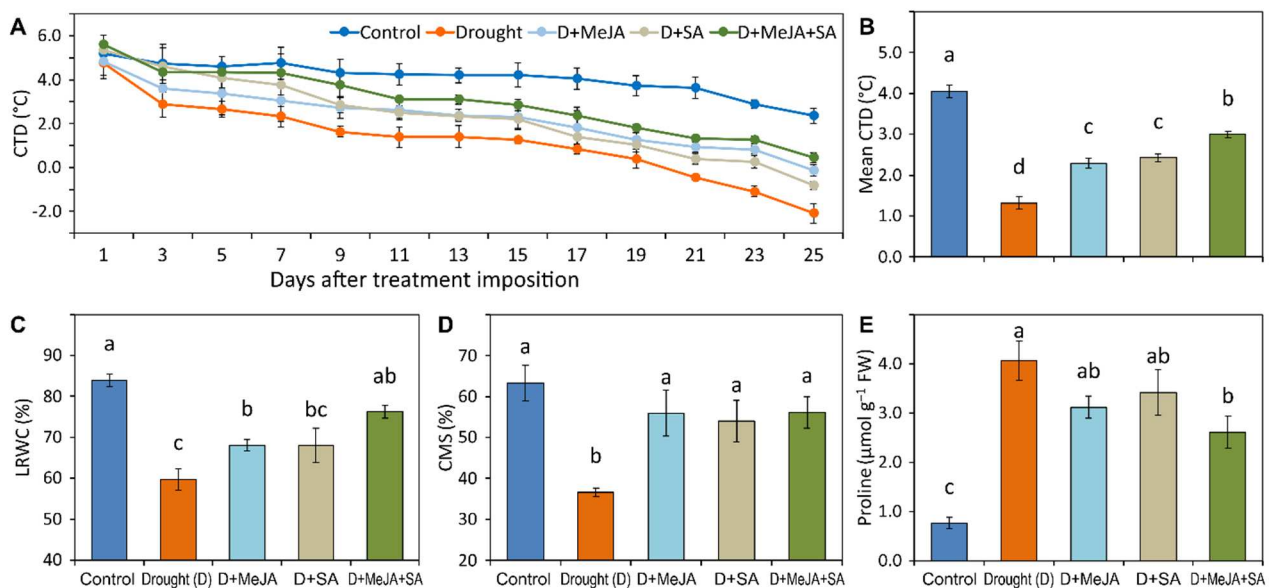 A
Control Drought D+MeJA D+SA D+MeJA+SA
CTD (°C)
6.0
4.0
2.0
0.0
-2.0
1 3 5 7 9 11 13 15 17 19 21 23 25
Days after treatment imposition
B
Mean CTD (°C)
5.0
4.0
3.0
2.0
1.0
0.0
a
d
c
c
b
C
LRWC (%)
100
80
60
40
a
c
b
bc
ab
Control Drought (D) D+MeJA D+SA D+MeJA+SA
D
CMS (%)
80
70
60
50
40
30
20
a
b
a
a
a
Control Drought (D) D+MeJA D+SA D+MeJA+SA
E
Proline (µmol g⁻¹ FW)
5.0
4.0
3.0
2.0
1.0
0.0
c
a
ab
ab
b
Control Drought (D) D+MeJA D+SA D+MeJA+SA